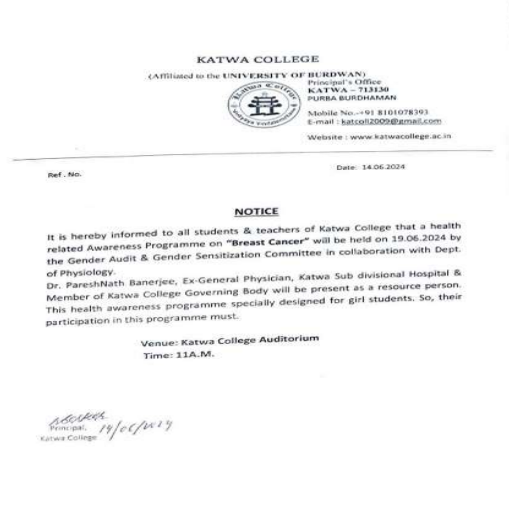 KATWA COLLEGE
(Affiliated to the UNIVERSITY OF BURDWAN)
Principal's Office
KATWA – 713130
PURBA BURDHAMAN
Katwa College
Mobile No.-+91 8101078393
E-mail : katcoll2009@gmail.com
Website : www.katwacollege.ac.in
Ref . No.
Date: 14.06.2024
NOTICE
It is hereby informed to all students & teachers of Katwa College that a health
related Awareness Programme on "Breast Cancer" will be held on 19.06.2024 by
the Gender Audit & Gender Sensitization Committee in collaboration with Dept.
of Physiology.
Dr. PareshNath Banerjee, Ex-General Physician, Katwa Sub divisional Hospital &
Member of Katwa College Governing Body will be present as a resource person.
This health awareness programme specially designed for girl students. So, their
participation in this programme must.
Venue: Katwa College Auditorium
Time: 11A.M.
Principal, 14/06/2024
Katwa College